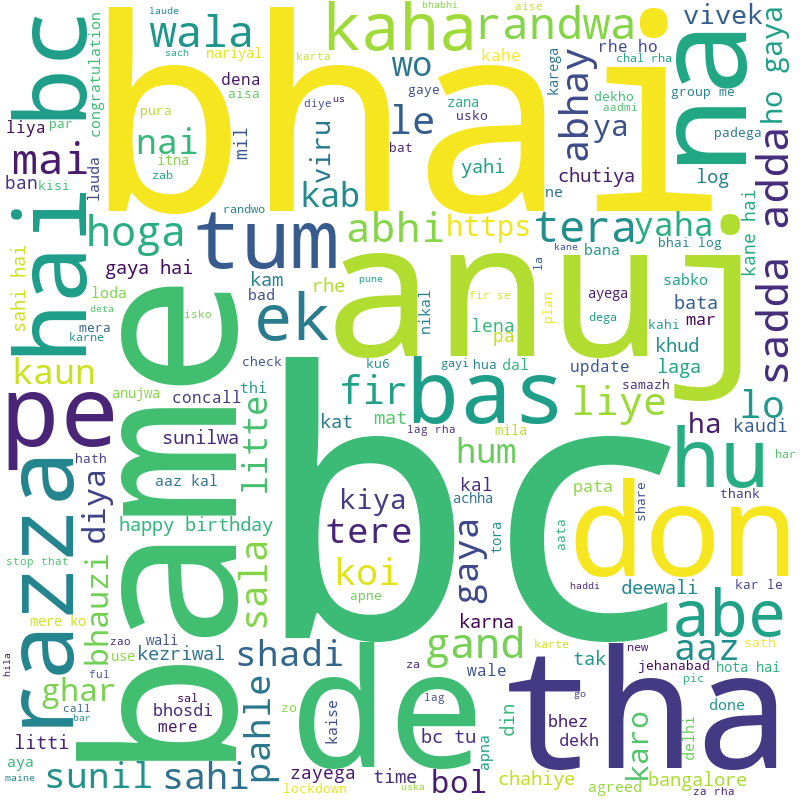 bhabhi
aise
laude
congratulation
bc
sach
nariyal
karta
wala
kaha
randwa
vivek
bhai
kahe
rhe ho
chal rha
dena
aisa
wo
karega
na
ho gaya
pura
diye
us
gaye
zana
usko
abhay
dekho
aadmi
group me
liya
par
le
ya
padega
mai
nai
itna
zab
mil
viru
bat
yahi
ne
chutiya
log
sadda adda
ban
kisi
lauda
kab
randwo
hai
hoga
tum
abhi
https
tera
yaha
kane hai
sahi hai
gaya hai
kam
rhe
anuj
kane
la
bana
bhai log
loda
bad
pune
nikal
lena
fir se
pa
plan
ayega
sabko
bata
deta
mera
karne
isko
ek
dega
kahi
mar
khud
kaun
bame
check
ku6
gayi
hua
dal
update
laga
samazh
pe
anujwa
concall
thi
fir
bas
liye
lo
sunilwa
litte
kat
mat
lag rha
mila
ha
kaudi
hath
aaz kal
bc
hum
hu
har
razza
diya
kiya
kal
achha
pata
thank
happy birthday
sala
tere
gaya
tora
don
aata
share
stop that
bhauzi
koi
apne
haddi
deewali
kar le
mere ko
karna
abe
zao
wali
kezriwal
shadi
gand
karte
new
aaz
sath
hila
use
ghar
ful
de
za
wale
tha
tak
jehanabad
hota hai
pic
call
bar
bhosdi
mere
sal
pahle
zo
kaise
lag
din
go
karo
delhi
done
litti
bc tu
apna
bhez
dekh
aya
maine
sunil
sahi
zayega
lockdown
time
uska
bol
chahiye
agreed
bangalore
za rha